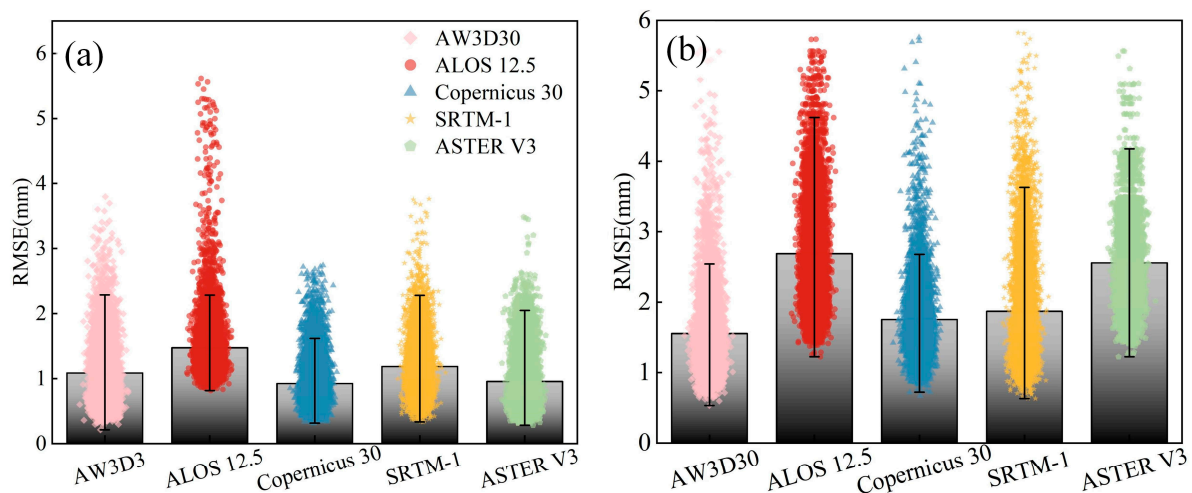 (a)
AW3D30
ALOS 12.5
Copernicus 30
SRTM-1
ASTER V3
RMSE(mm)
6
5
4
3
2
1
0
AW3D3
ALOS 12.5
Copernicus 30
SRTM-1
ASTER V3
(b)
RMSE(mm)
6
5
4
3
2
1
0
AW3D30
ALOS 12.5
Copernicus 30
SRTM-1
ASTER V3